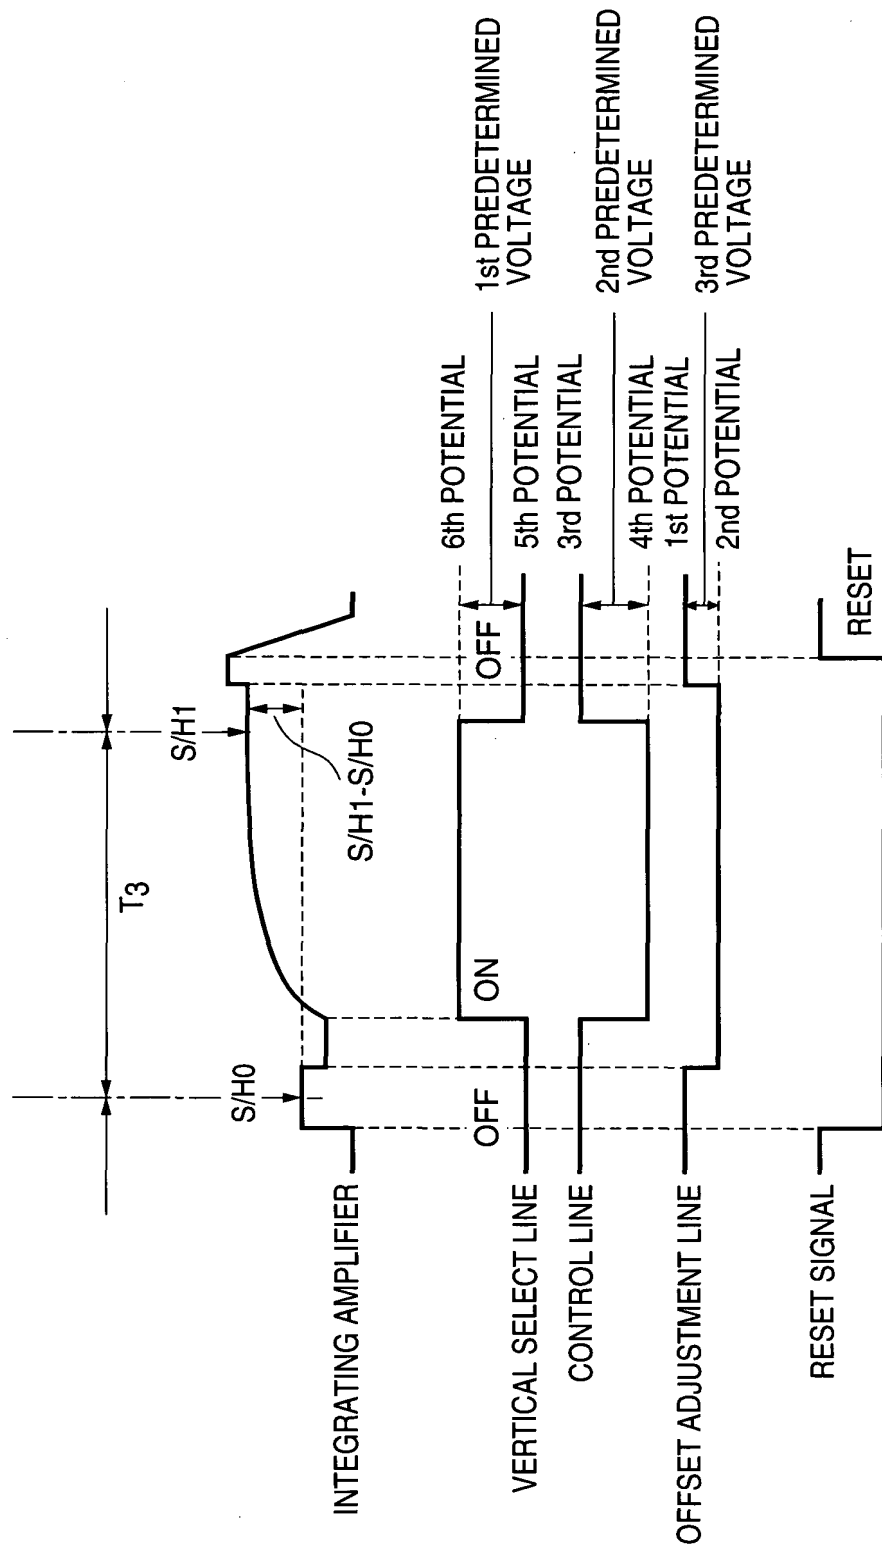 T3
S/H0
S/H1
S/H1-S/H0
INTEGRATING AMPLIFIER
VERTICAL SELECT LINE
OFF
ON
OFF
6th POTENTIAL
5th POTENTIAL
1st PREDETERMINED
VOLTAGE
CONTROL LINE
3rd POTENTIAL
4th POTENTIAL
2nd PREDETERMINED
VOLTAGE
OFFSET ADJUSTMENT LINE
1st POTENTIAL
2nd POTENTIAL
3rd PREDETERMINED
VOLTAGE
RESET SIGNAL
RESET